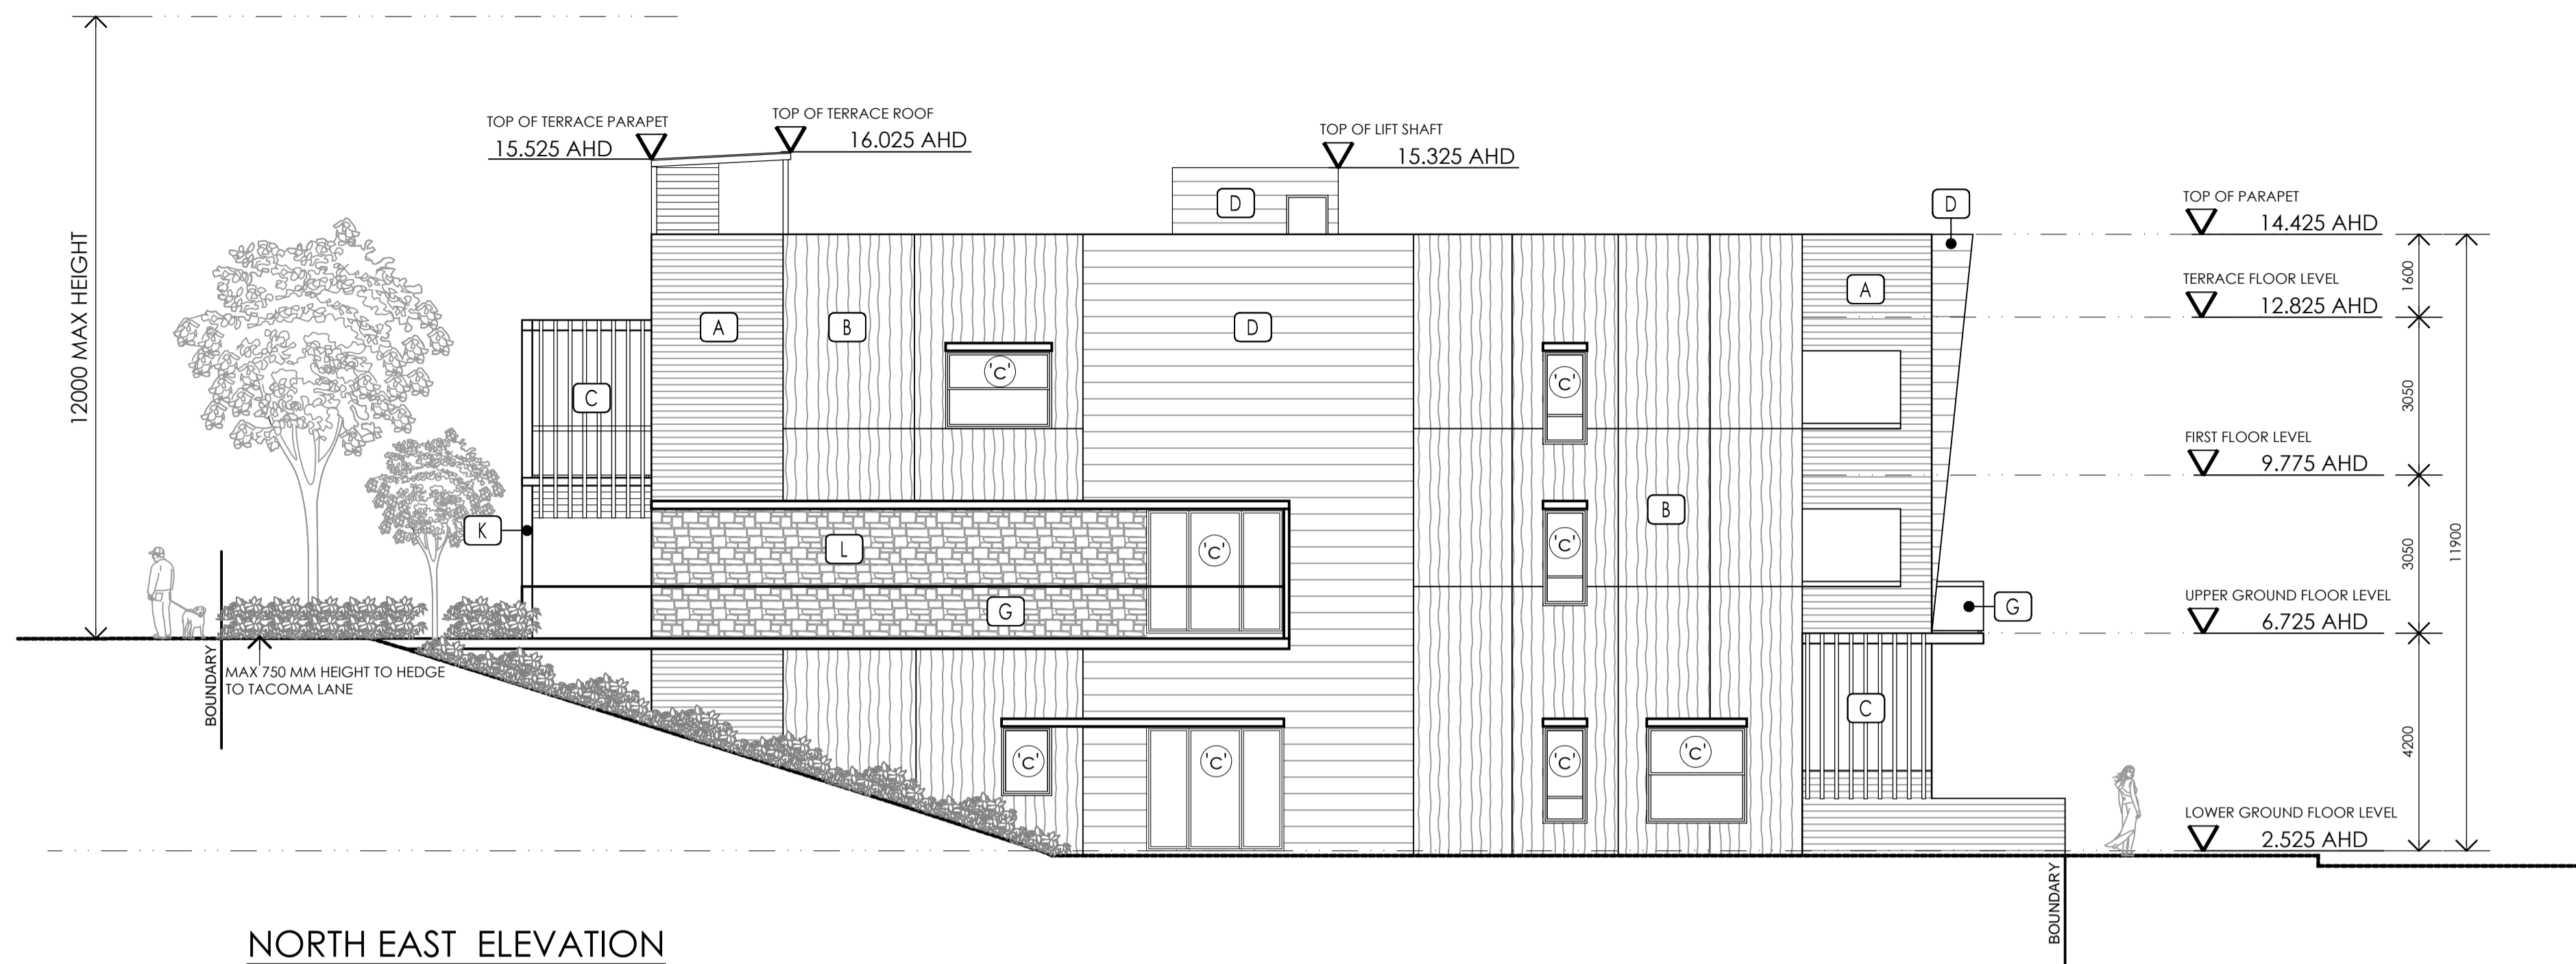 TOP OF TERRACE PARAPET
15.525 AHD
TOP OF TERRACE ROOF
16.025 AHD
TOP OF LIFT SHAFT
15.325 AHD
12000 MAX HEIGHT
D
D
A
B
D
A
C
'c'
'c'
K
L
'c'
'c'
B
G
G
C
'c'
'c'
'c'
'c'
MAX 750 MM HEIGHT TO HEDGE
TO TACOMA LANE
BOUNDARY
BOUNDARY
TOP OF PARAPET
14.425 AHD
1600
TERRACE FLOOR LEVEL
12.825 AHD
3050
FIRST FLOOR LEVEL
9.775 AHD
3050
11900
UPPER GROUND FLOOR LEVEL
6.725 AHD
4200
LOWER GROUND FLOOR LEVEL
2.525 AHD
NORTH EAST ELEVATION